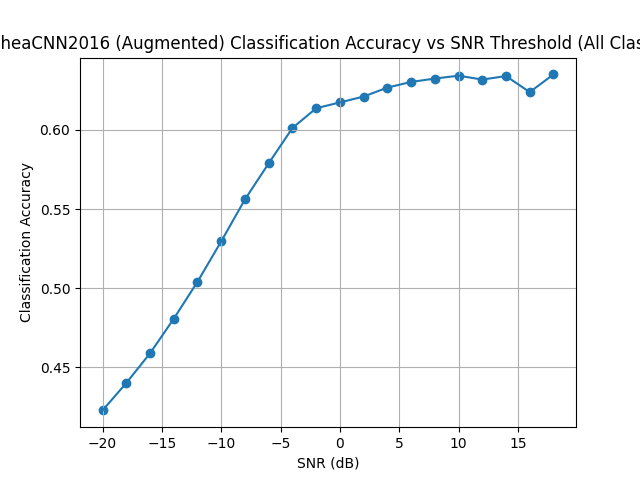 heaCNN2016 (Augmented) Classification Accuracy vs SNR Threshold (All Clas
0.60
0.55
0.50
0.45
Classification Accuracy
−20 −15 −10 −5 0 5 10 15
SNR (dB)